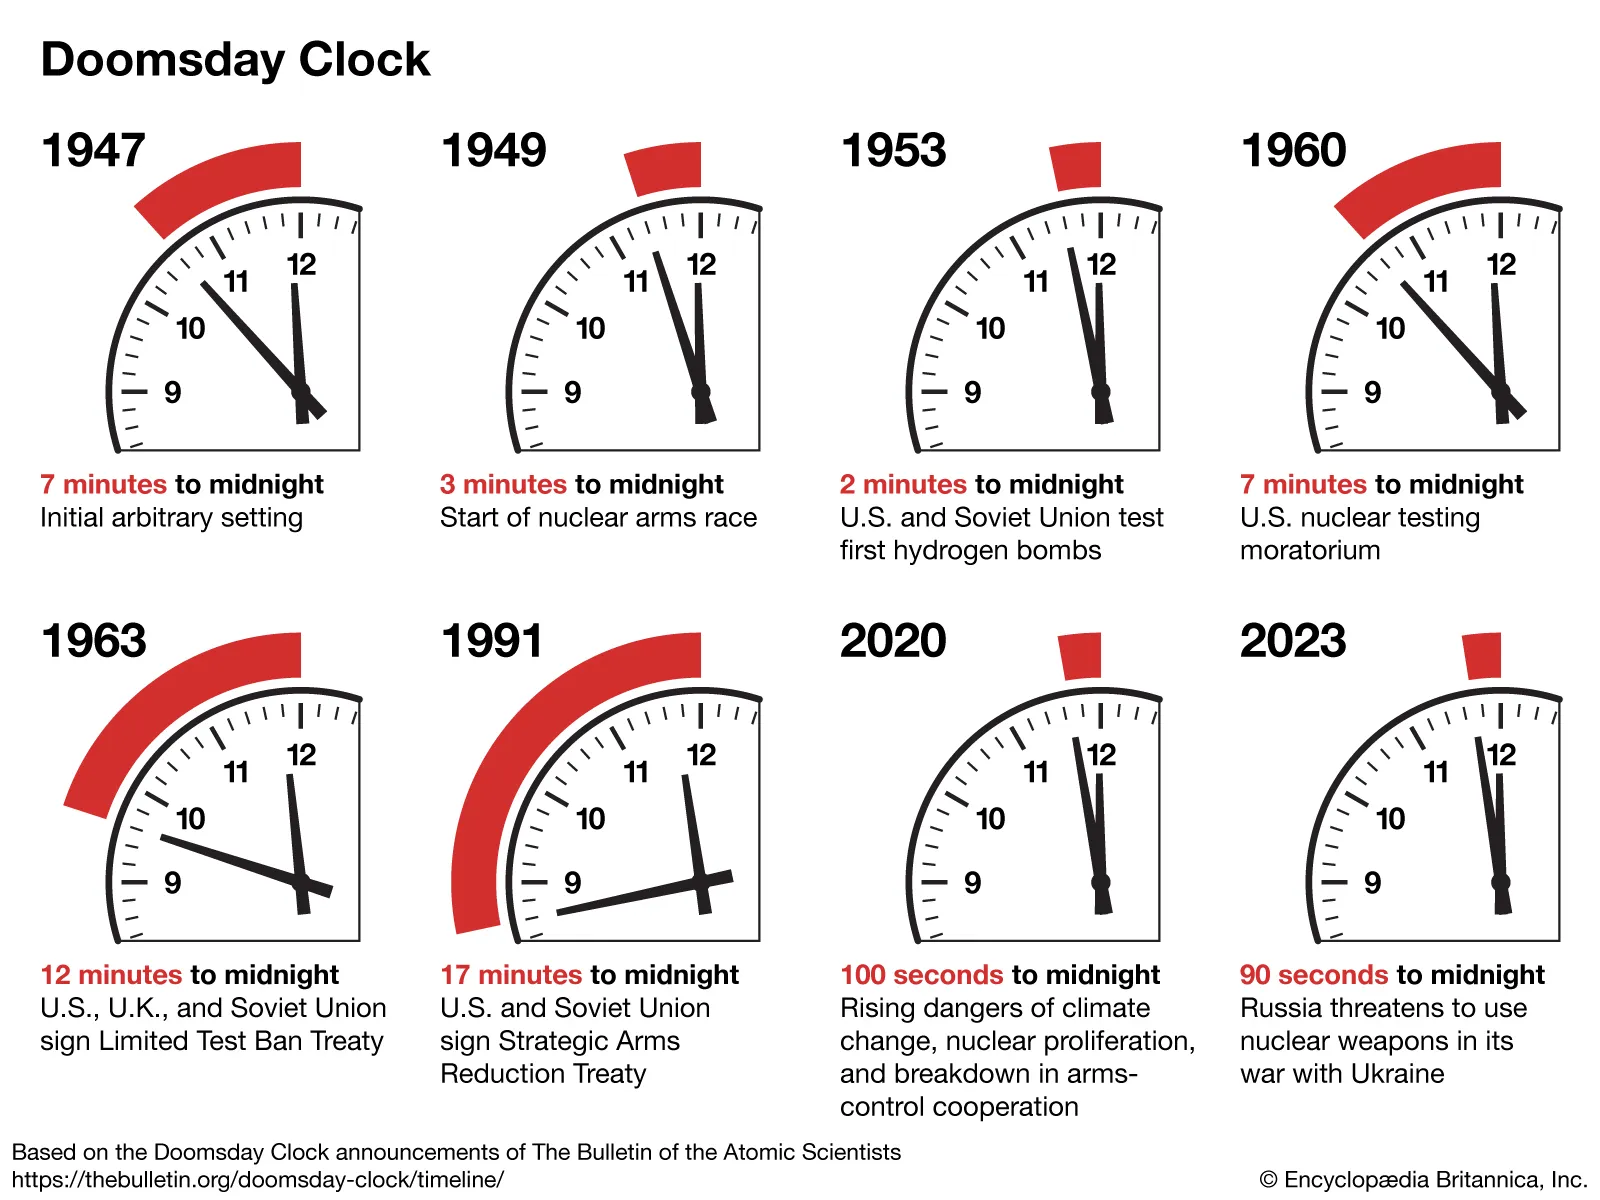 Doomsday Clock
1947
12
11
10
9
7 minutes to midnight
Initial arbitrary setting
1949
12
11
10
9
3 minutes to midnight
Start of nuclear arms race
1953
12
11
10
9
2 minutes to midnight
U.S. and Soviet Union test
first hydrogen bombs
1960
12
11
10
9
7 minutes to midnight
U.S. nuclear testing
moratorium
1963
12
11
10
9
12 minutes to midnight
U.S., U.K., and Soviet Union
sign Limited Test Ban Treaty
1991
12
11
10
9
17 minutes to midnight
U.S. and Soviet Union
sign Strategic Arms
Reduction Treaty
2020
12
11
10
9
100 seconds to midnight
Rising dangers of climate
change, nuclear proliferation,
and breakdown in arms-
control cooperation
2023
12
11
10
9
90 seconds to midnight
Russia threatens to use
nuclear weapons in its
war with Ukraine
Based on the Doomsday Clock announcements of The Bulletin of the Atomic Scientists
https://thebulletin.org/doomsday-clock/timeline/
© Encyclopædia Britannica, Inc.